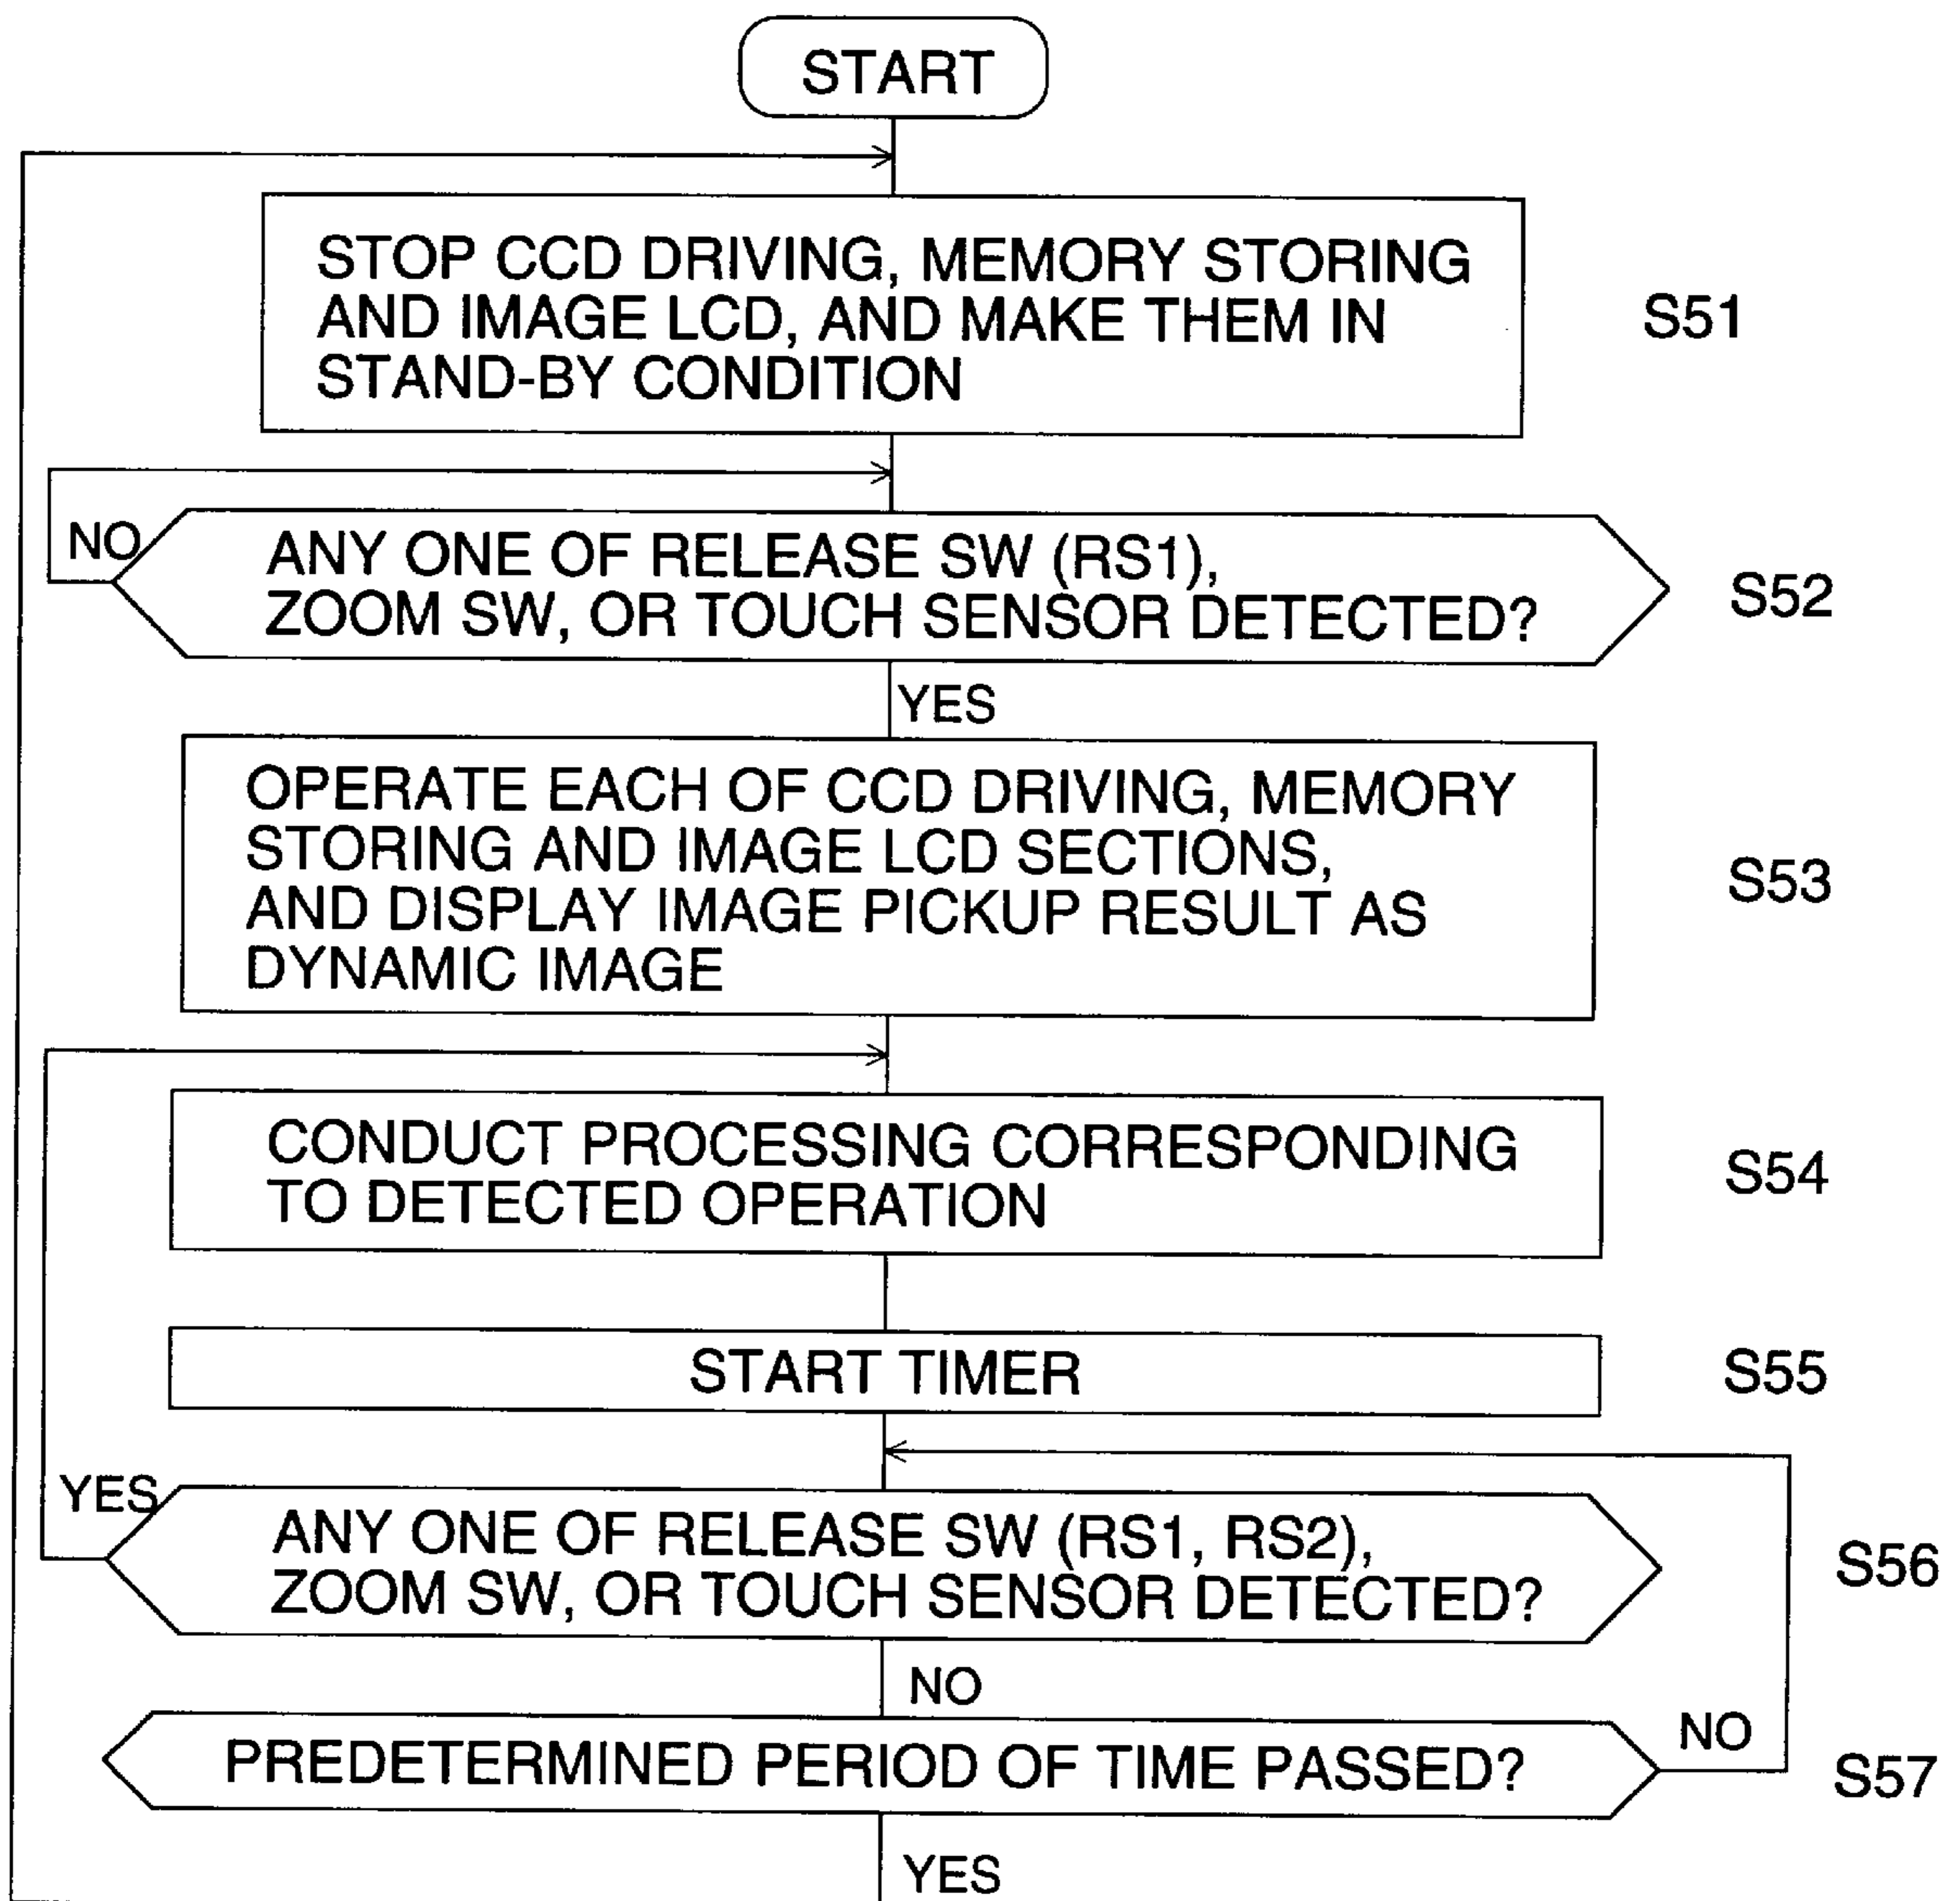 START
STOP CCD DRIVING, MEMORY STORING
AND IMAGE LCD, AND MAKE THEM IN
STAND-BY CONDITION
S51
NO
ANY ONE OF RELEASE SW (RS1),
ZOOM SW, OR TOUCH SENSOR DETECTED?
S52
YES
OPERATE EACH OF CCD DRIVING, MEMORY
STORING AND IMAGE LCD SECTIONS,
AND DISPLAY IMAGE PICKUP RESULT AS
DYNAMIC IMAGE
S53
CONDUCT PROCESSING CORRESPONDING
TO DETECTED OPERATION
S54
START TIMER
S55
YES
ANY ONE OF RELEASE SW (RS1, RS2),
ZOOM SW, OR TOUCH SENSOR DETECTED?
S56
NO
PREDETERMINED PERIOD OF TIME PASSED?
NO
S57
YES